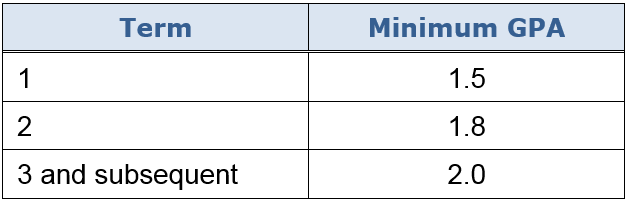 Term Minimum GPA
1 1.5
2 1.8
3 and subsequent 2.0